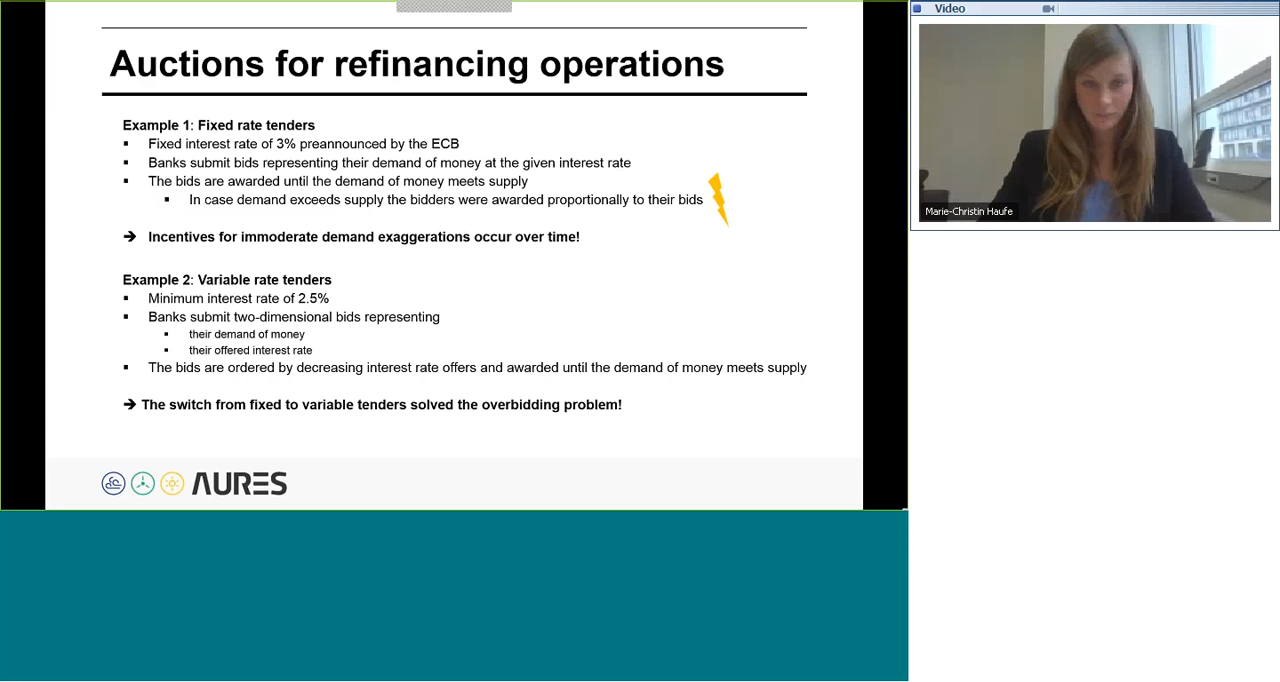 Auctions for refinancing operations
Example 1: Fixed rate tenders
▪ Fixed interest rate of 3% preannounced by the ECB
▪ Banks submit bids representing their demand of money at the given interest rate
▪ The bids are awarded until the demand of money meets supply
▪ In case demand exceeds supply the bidders were awarded proportionally to their bids
➔ Incentives for immoderate demand exaggerations occur over time!
Example 2: Variable rate tenders
▪ Minimum interest rate of 2.5%
▪ Banks submit two-dimensional bids representing
▪ their demand of money
▪ their offered interest rate
▪ The bids are ordered by decreasing interest rate offers and awarded until the demand of money meets supply
➔ The switch from fixed to variable tenders solved the overbidding problem!
AURES
Video
Marie-Christin Haufe